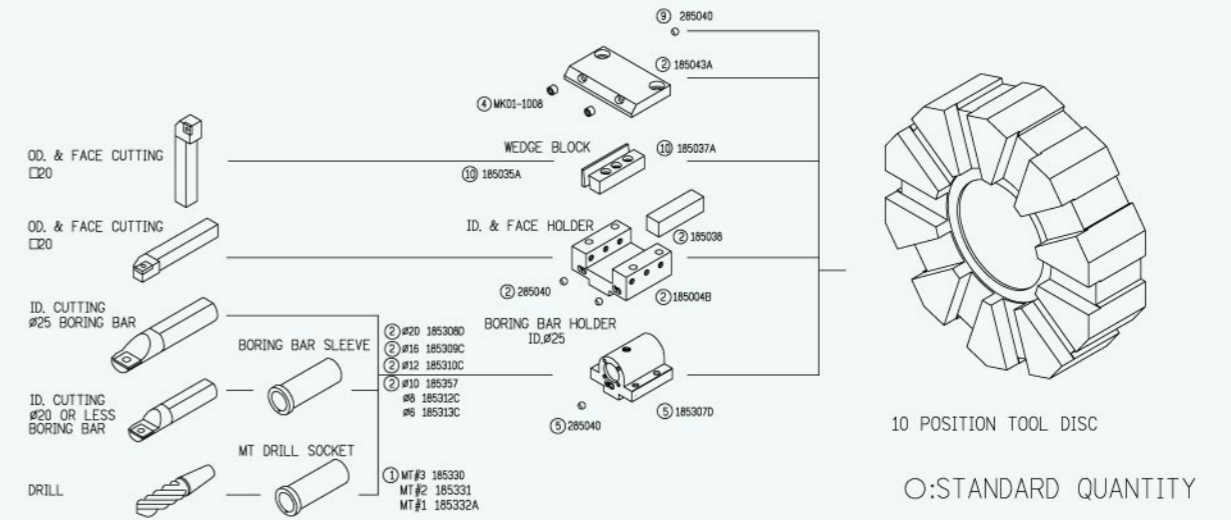 ⑨ 285040
② 185043A
④ MK01-1008
OD. & FACE CUTTING
□20
WEDGE BLOCK
⑩ 185037A
⑩ 185035A
OD. & FACE CUTTING
□20
ID. & FACE HOLDER
② 185038
② 285040
② 185004B
ID. CUTTING
Ø25 BORING BAR
BORING BAR SLEEVE
② Ø20 185308D
② Ø16 185309C
② Ø12 185310C
② Ø10 185357
Ø8 185312C
Ø6 185313C
BORING BAR HOLDER
ID.Ø25
⑤ 185307D
⑤ 285040
ID. CUTTING
Ø20 OR LESS
BORING BAR
MT DRILL SOCKET
① MT#3 185330
MT#2 185331
MT#1 185332A
DRILL
10 POSITION TOOL DISC
○:STANDARD QUANTITY